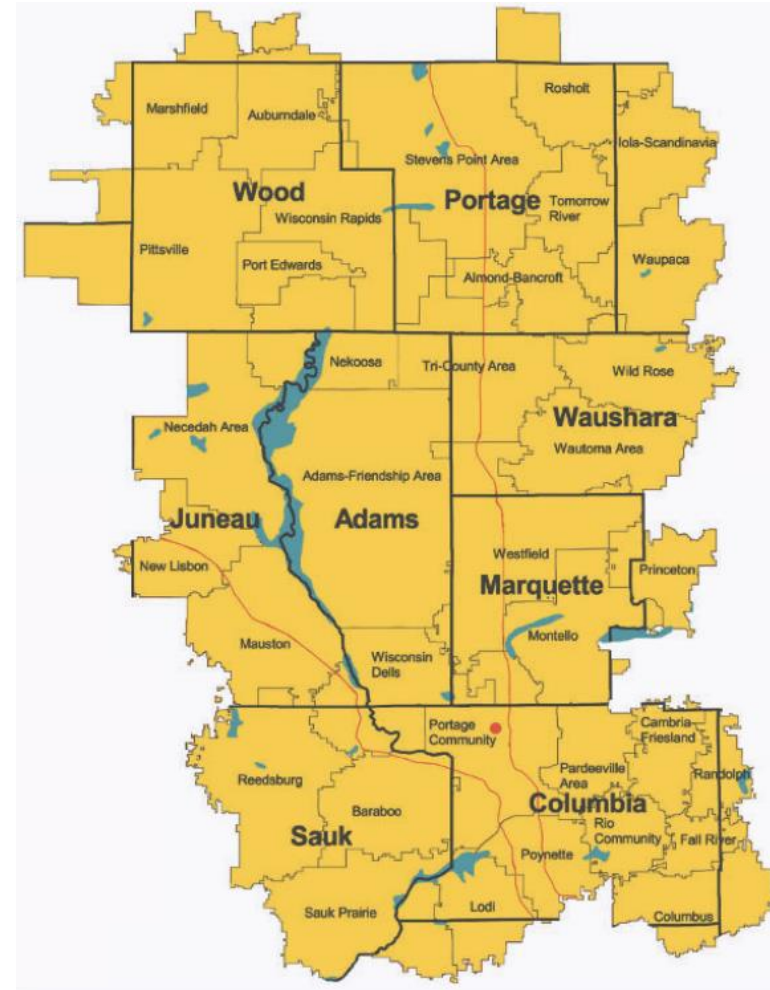 Rosholt
Marshfield
Auburndale
Iola-Scandinavia
Stevens Point Area
Wood
Portage
Tomorrow
River
Wisconsin Rapids
Pittsville
Port Edwards
Waupaca
Almond-Bancroft
Nekoosa
Tri-County Area
Wild Rose
Waushara
Necedah Area
Wautoma Area
Adams-Friendship Area
Juneau
Adams
Westfield
New Lisbon
Princeton
Marquette
Mauston
Montello
Wisconsin
Dells
Portage
Community
Cambria
Friesland
Reedsburg
Pardeeville
Area
Randolph
Columbia
Baraboo
Sauk
Rio
Community
Fall River
Poynette
Sauk Prairie
Lodi
Columbus